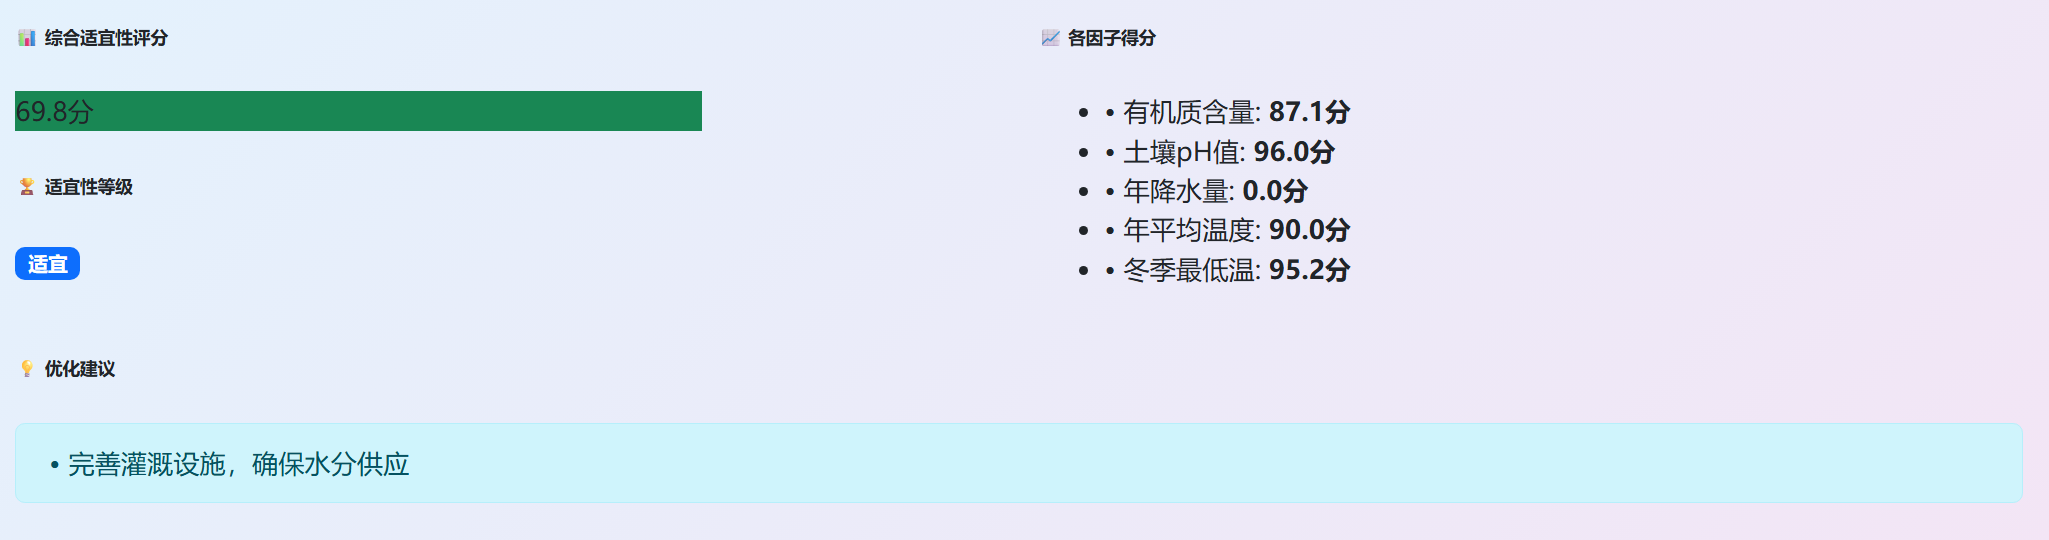 📊 综合适宜性评分
69.8分
🏆 适宜性等级
适宜
📈 各因子得分
• • 有机质含量: 87.1分
• • 土壤pH值: 96.0分
• • 年降水量: 0.0分
• • 年平均温度: 90.0分
• • 冬季最低温: 95.2分
💡 优化建议
• 完善灌溉设施，确保水分供应